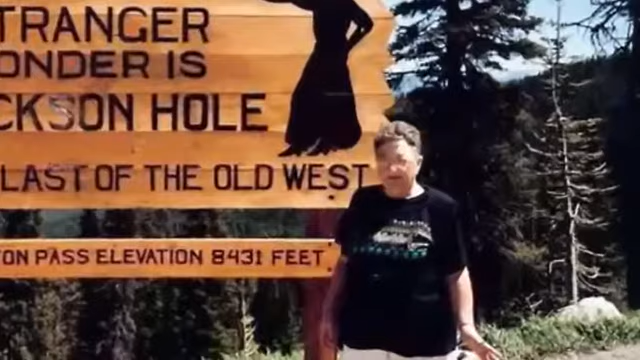 TRANGER
ONDER IS
CKSON HOLE
LAST OF THE OLD WEST
ON PASS ELEVATION 8431 FEET